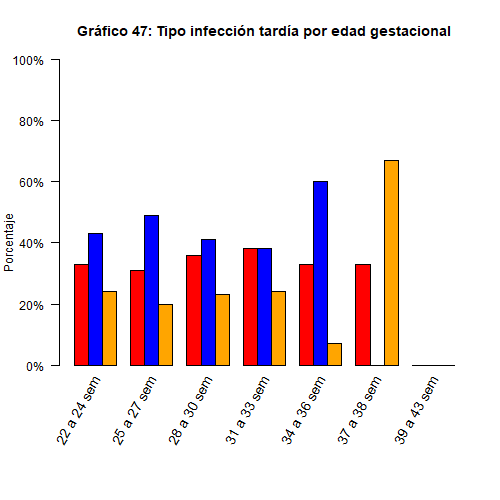 Gráfico 47: Tipo infección tardía por edad gestacional
100%
80%
60%
40%
20%
0%
Porcentaje
22 a 24 sem
25 a 27 sem
28 a 30 sem
31 a 33 sem
34 a 36 sem
37 a 38 sem
39 a 43 sem